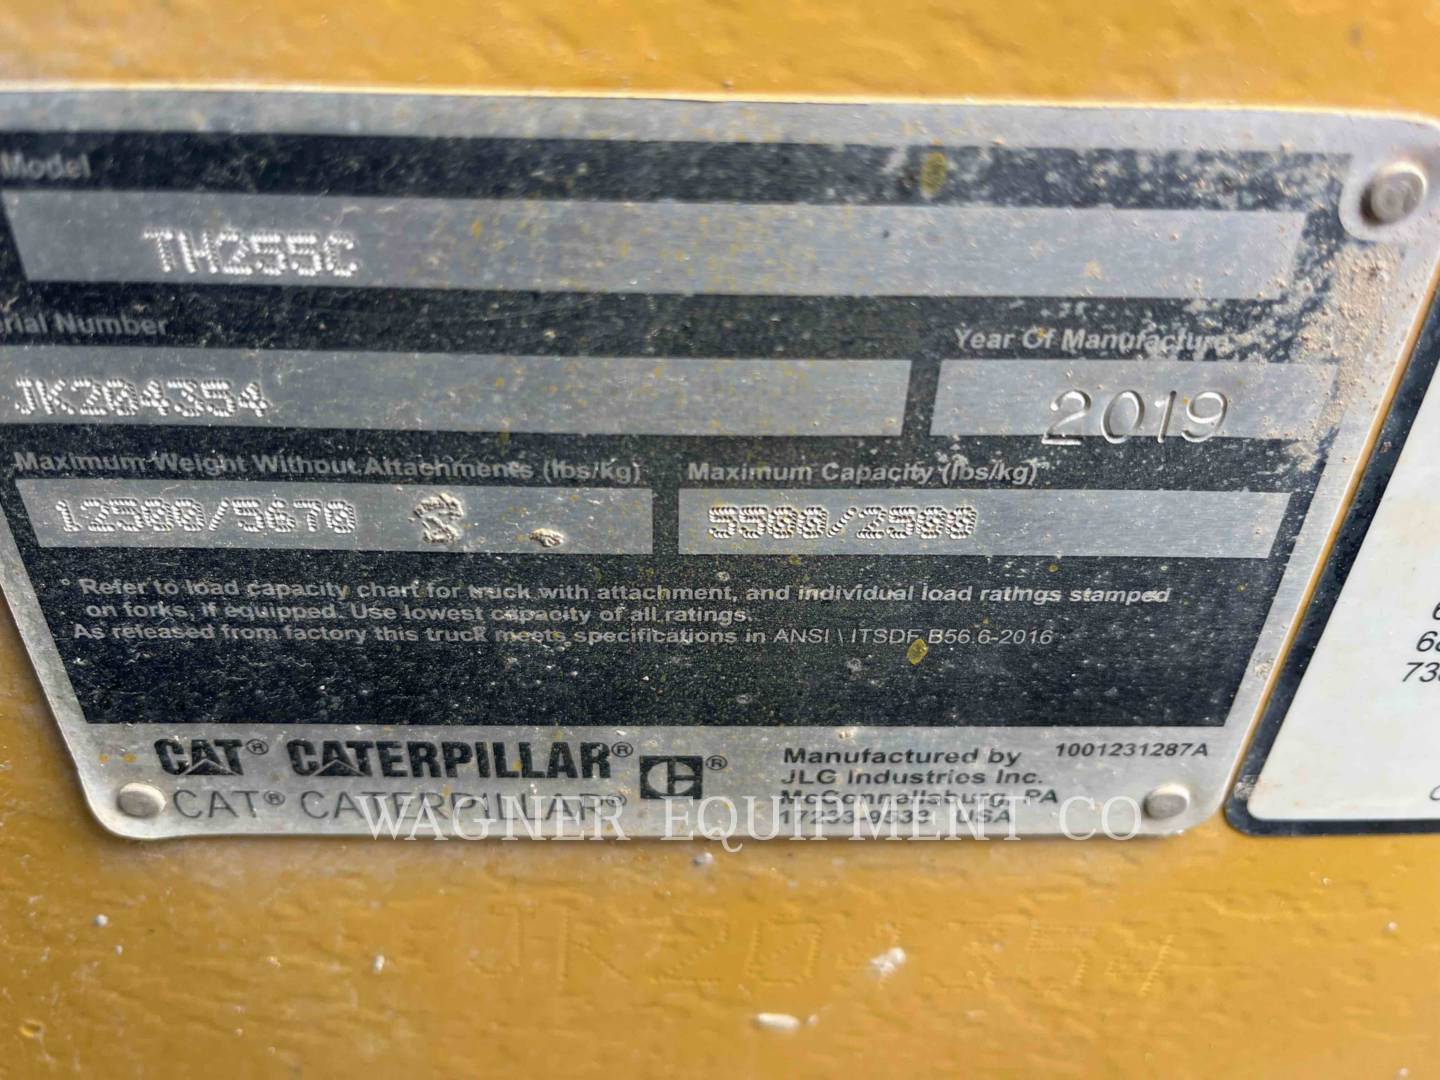 Model
TH255C
rial Number
Year Of Manufacture
JK204354
2019
Maximum Weight Without Attachments (lbs/kg)
Maximum Capacity (lbs/kg)
12500/5670
5500/2500
* Refer to load capacity chart for truck with attachment, and individual load ratings stamped
on forks, if equipped. Use lowest capacity of all ratings.
As released from factory this truck meets specifications in ANSI \ ITSDF B56.6-2016
CAT® CATERPILLAR® ®
CAT® CATERPILLAR®
Manufactured by
1001231287A
JLG Industries Inc.
McConnellsburg, PA
17233-9533 USA
WAGNER EQUIPMENT CO
JK204354